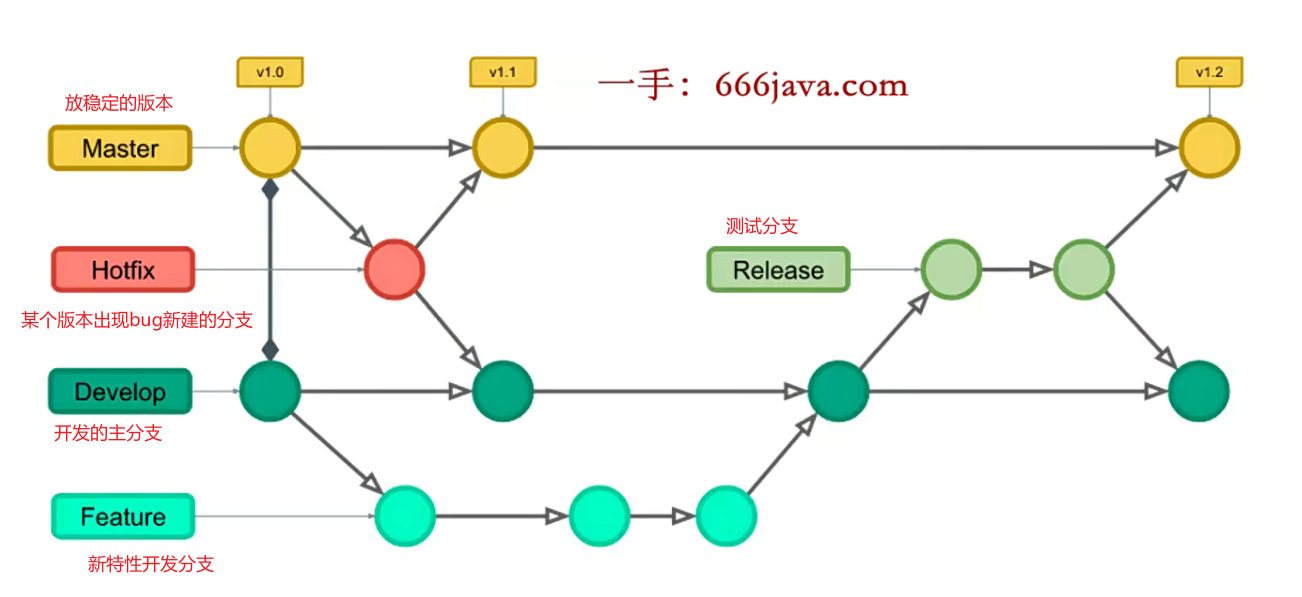 v1.0
v1.1
一手：666java.com
v1.2
放稳定的版本
Master
测试分支
Hotfix
Release
某个版本出现bug新建的分支
Develop
开发的主分支
Feature
新特性开发分支